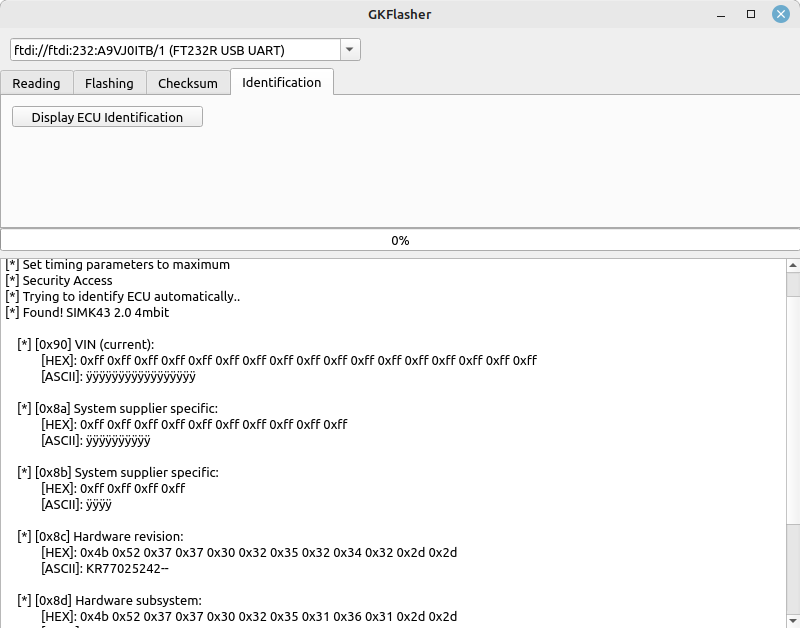 GKFlasher
ftdi://ftdi:232:A9VJ0ITB/1 (FT232R USB UART)
Reading Flashing Checksum Identification
Display ECU Identification
0%
[*] Set timing parameters to maximum
[*] Security Access
[*] Trying to identify ECU automatically..
[*] Found! SIMK43 2.0 4mbit
[*] [0x90] VIN (current):
[HEX]: 0xff 0xff 0xff 0xff 0xff 0xff 0xff 0xff 0xff 0xff 0xff 0xff 0xff 0xff 0xff 0xff 0xff
[ASCII]: ÿÿÿÿÿÿÿÿÿÿÿÿÿÿÿÿÿ
[*] [0x8a] System supplier specific:
[HEX]: 0xff 0xff 0xff 0xff 0xff 0xff 0xff 0xff 0xff 0xff
[ASCII]: ÿÿÿÿÿÿÿÿÿÿ
[*] [0x8b] System supplier specific:
[HEX]: 0xff 0xff 0xff 0xff
[ASCII]: ÿÿÿÿ
[*] [0x8c] Hardware revision:
[HEX]: 0x4b 0x52 0x37 0x37 0x30 0x32 0x35 0x32 0x34 0x32 0x2d 0x2d
[ASCII]: KR77025242--
[*] [0x8d] Hardware subsystem:
[HEX]: 0x4b 0x52 0x37 0x37 0x30 0x32 0x35 0x31 0x36 0x31 0x2d 0x2d